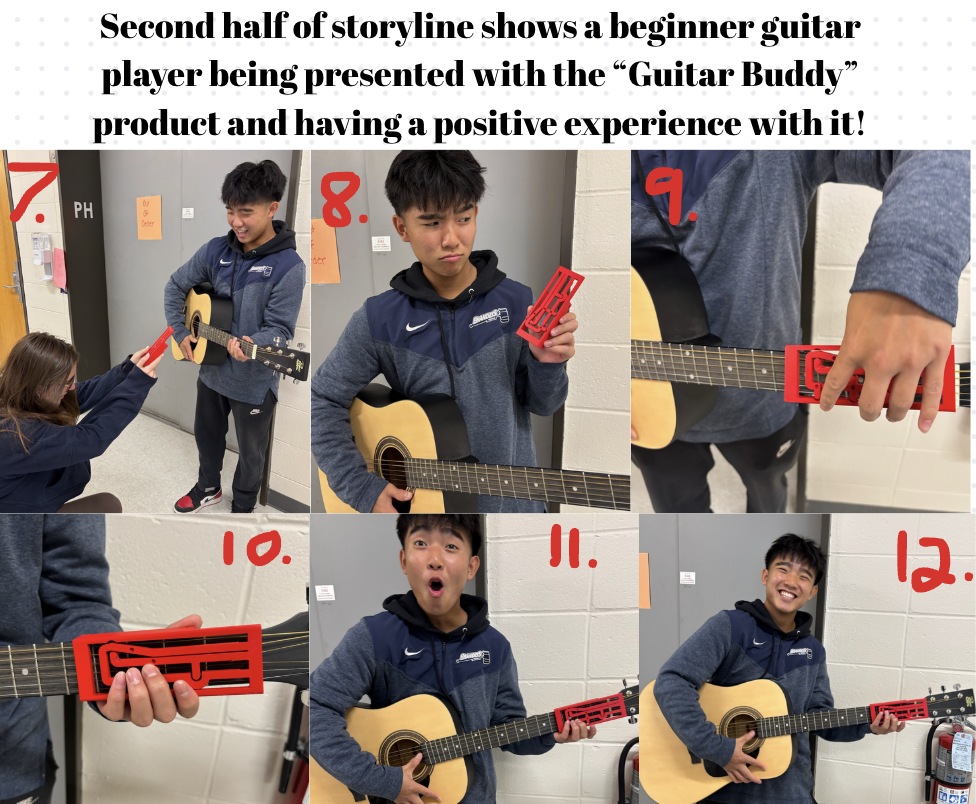 Second half of storyline shows a beginner guitar
player being presented with the “Guitar Buddy”
product and having a positive experience with it!
7.
PH
8.
9.
10.
11.
12.